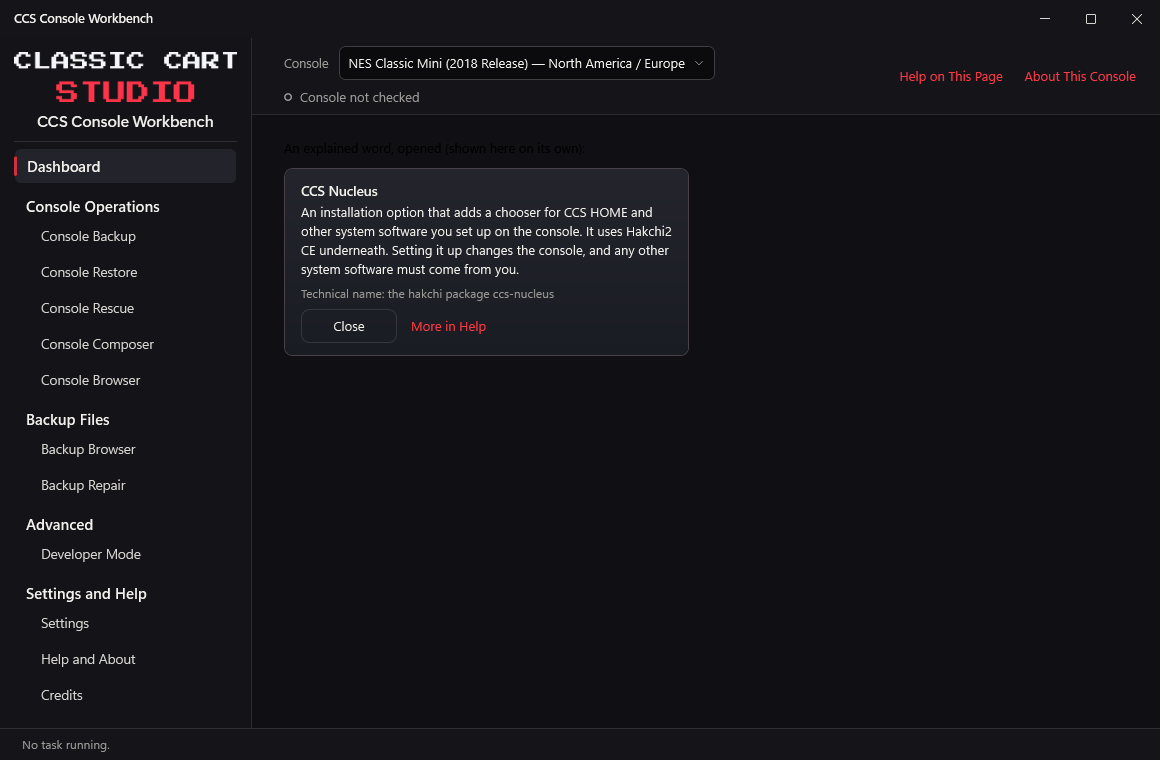 CCS Console Workbench
CLASSIC CART
STUDIO
CCS Console Workbench
Dashboard
Console Operations
Console Backup
Console Restore
Console Rescue
Console Composer
Console Browser
Backup Files
Backup Browser
Backup Repair
Advanced
Developer Mode
Settings and Help
Settings
Help and About
Credits
Console
NES Classic Mini (2018 Release) — North America / Europe
Console not checked
Help on This Page
About This Console
An explained word, opened (shown here on its own):
CCS Nucleus
An installation option that adds a chooser for CCS HOME and
other system software you set up on the console. It uses Hakchi2
CE underneath. Setting it up changes the console, and any other
system software must come from you.
Technical name: the hakchi package ccs-nucleus
Close
More in Help
No task running.